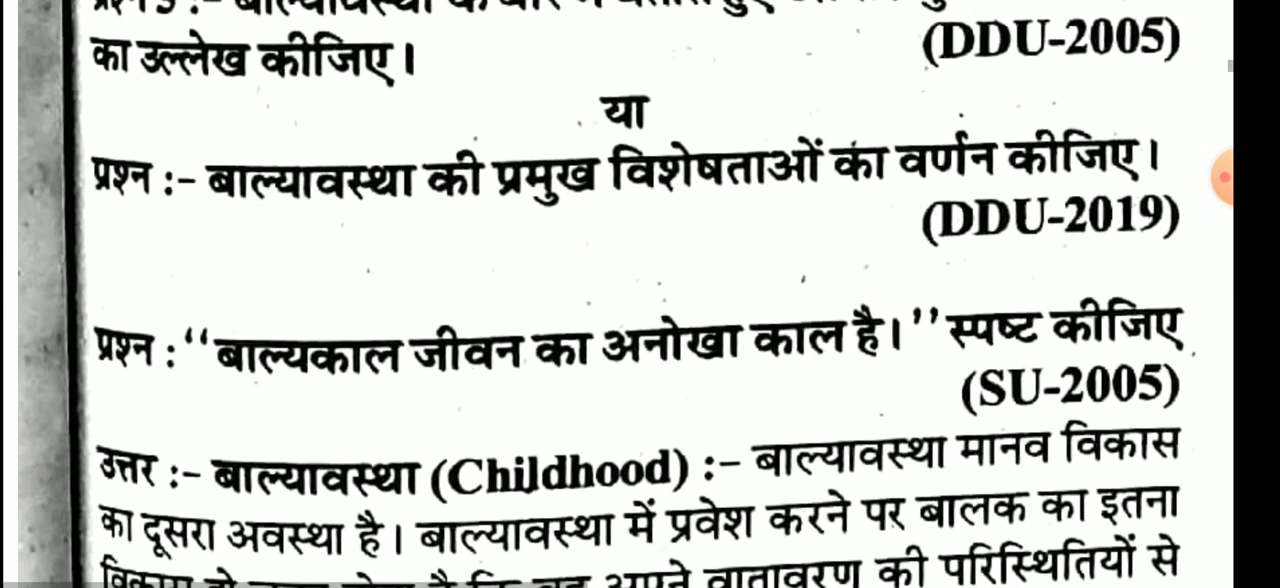 का उल्लेख कीजिए।
(DDU-2005)
या
प्रश्न :- बाल्यावस्था की प्रमुख विशेषताओं का वर्णन कीजिए।
(DDU-2019)
प्रश्न : ‘‘बाल्यकाल जीवन का अनोखा काल है।’’ स्पष्ट कीजिए
(SU-2005)
उत्तर :- बाल्यावस्था (Childhood) :- बाल्यावस्था मानव विकास
का दूसरा अवस्था है। बाल्यावस्था में प्रवेश करने पर बालक का इतना
अपने वातावरण की परिस्थितियों से